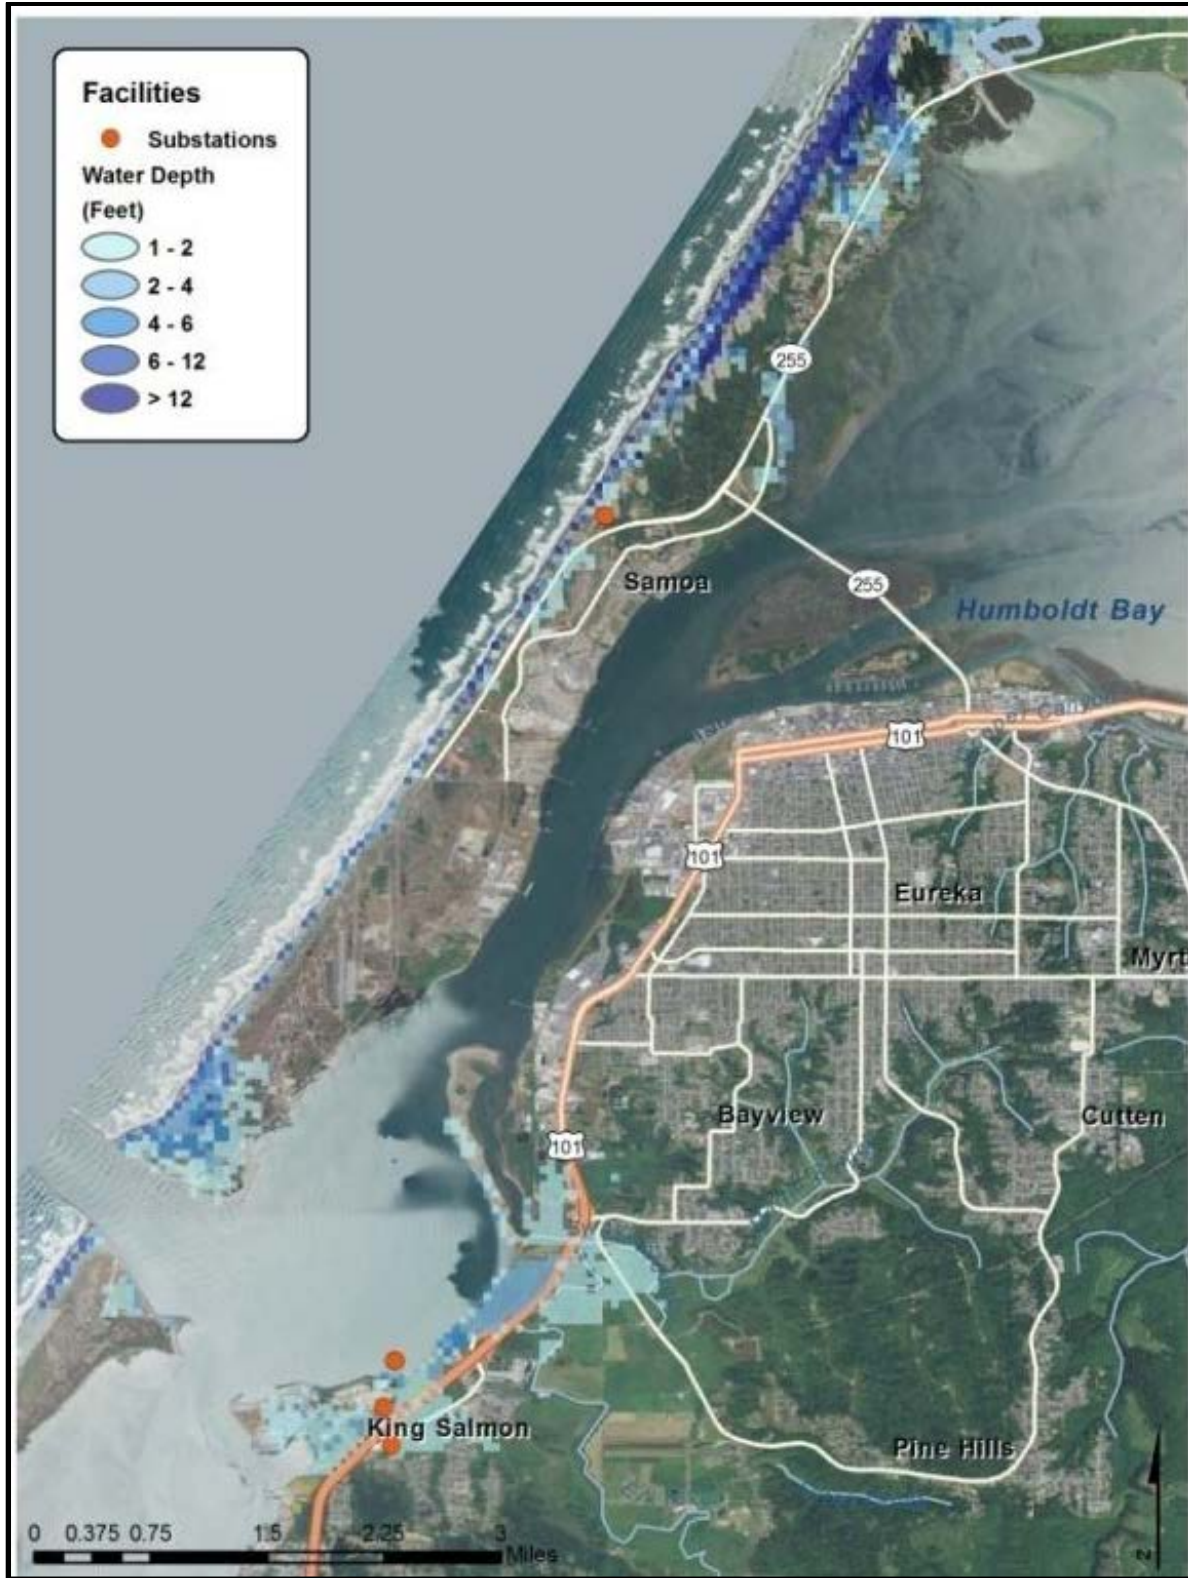 Facilities
Substations
Water Depth
(Feet)
1 - 2
2 - 4
4 - 6
6 - 12
> 12
255
Samoa
255
Humboldt Bay
101
101
Eureka
Myrt
Bayview
Cutten
101
King Salmon
Pine Hills
0 0.375 0.75 1.5 2.25 3
Miles
N